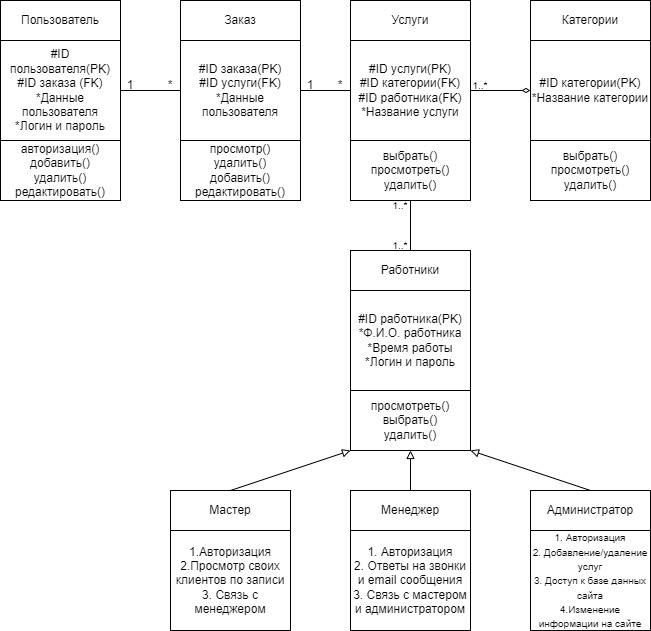 Пользователь
#ID
пользователя(PK)
#ID заказа (FK)
*Данные
пользователя
*Логин и пароль
авторизация()
добавить()
удалить()
редактировать()
1
*
Заказ
#ID заказа(PK)
#ID услуги(FK)
*Данные
пользователя
просмотр()
удалить()
добавить()
редактировать()
1
*
Услуги
#ID услуги(PK)
#ID категории(FK)
#ID работника(FK)
*Название услуги
выбрать()
просмотреть()
удалить()
1..*
Категории
#ID категории(PK)
*Название категории
выбрать()
просмотреть()
удалить()
1..*
1..*
Работники
#ID работника(PK)
*Ф.И.О. работника
*Время работы
*Логин и пароль
просмотреть()
выбрать()
удалить()
Мастер
1.Авторизация
2.Просмотр своих
клиентов по записи
3. Связь с
менеджером
Менеджер
1. Авторизация
2. Ответы на звонки
и email сообщения
3. Связь с мастером
и администратором
Администратор
1. Авторизация
2. Добавление/удаление
услуг
3. Доступ к базе данных
сайта
4.Изменение
информации на сайте